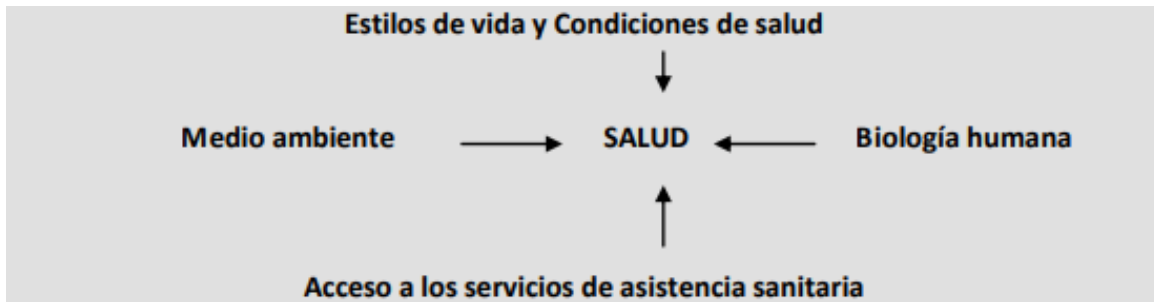 Estilos de vida y Condiciones de salud
Medio ambiente SALUD Biología humana
Acceso a los servicios de asistencia sanitaria